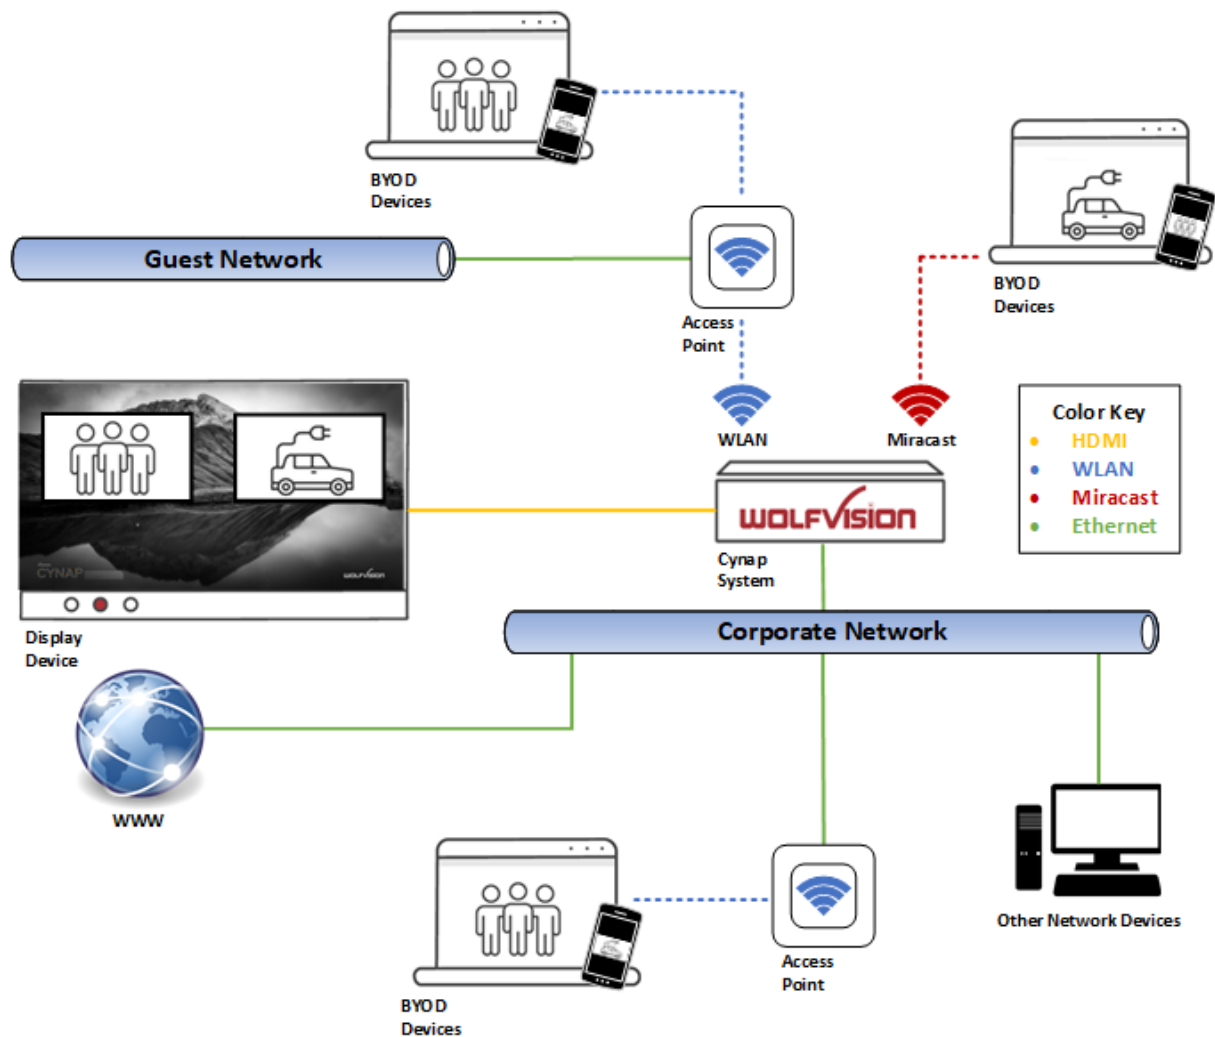 BYOD
Devices
Guest Network
BYOD
Devices
Access
Point
WLAN
Miracast
Color Key
HDMI
WLAN
Miracast
Ethernet
WOLFVISION
CYNAP
WOLFVISION
Cynap
System
Display
Device
Corporate Network
WWW
Other Network Devices
Access
Point
BYOD
Devices